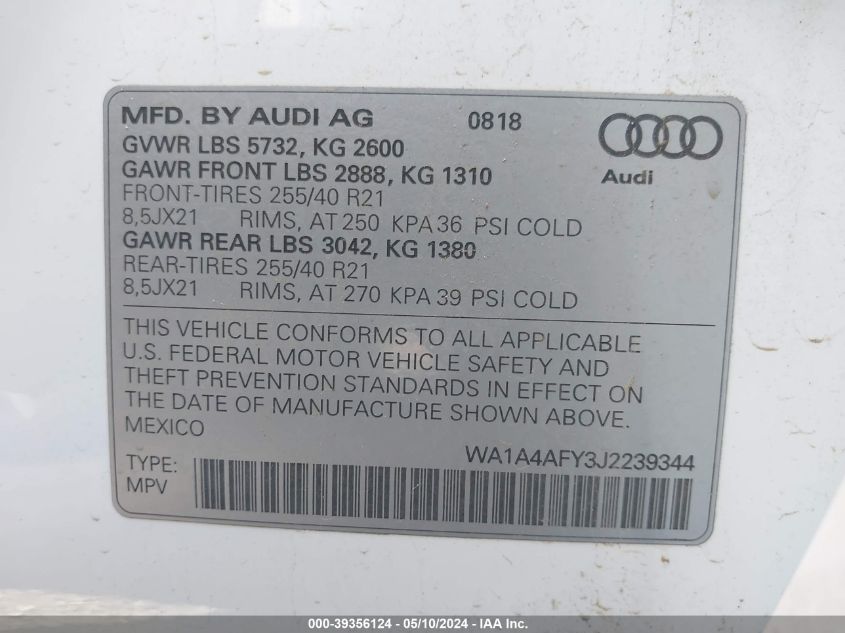 MFD. BY AUDI AG 0818
GVWR LBS 5732, KG 2600
GAWR FRONT LBS 2888, KG 1310
Audi
FRONT-TIRES 255/40 R21
8,5JX21 RIMS, AT 250 KPA 36 PSI COLD
GAWR REAR LBS 3042, KG 1380
REAR-TIRES 255/40 R21
8,5JX21 RIMS, AT 270 KPA 39 PSI COLD
THIS VEHICLE CONFORMS TO ALL APPLICABLE
U.S. FEDERAL MOTOR VEHICLE SAFETY AND
THEFT PREVENTION STANDARDS IN EFFECT ON
THE DATE OF MANUFACTURE SHOWN ABOVE.
MEXICO
WA1A4AFY3J2239344
TYPE:
MPV
000-39356124 - 05/10/2024 - IAA Inc.